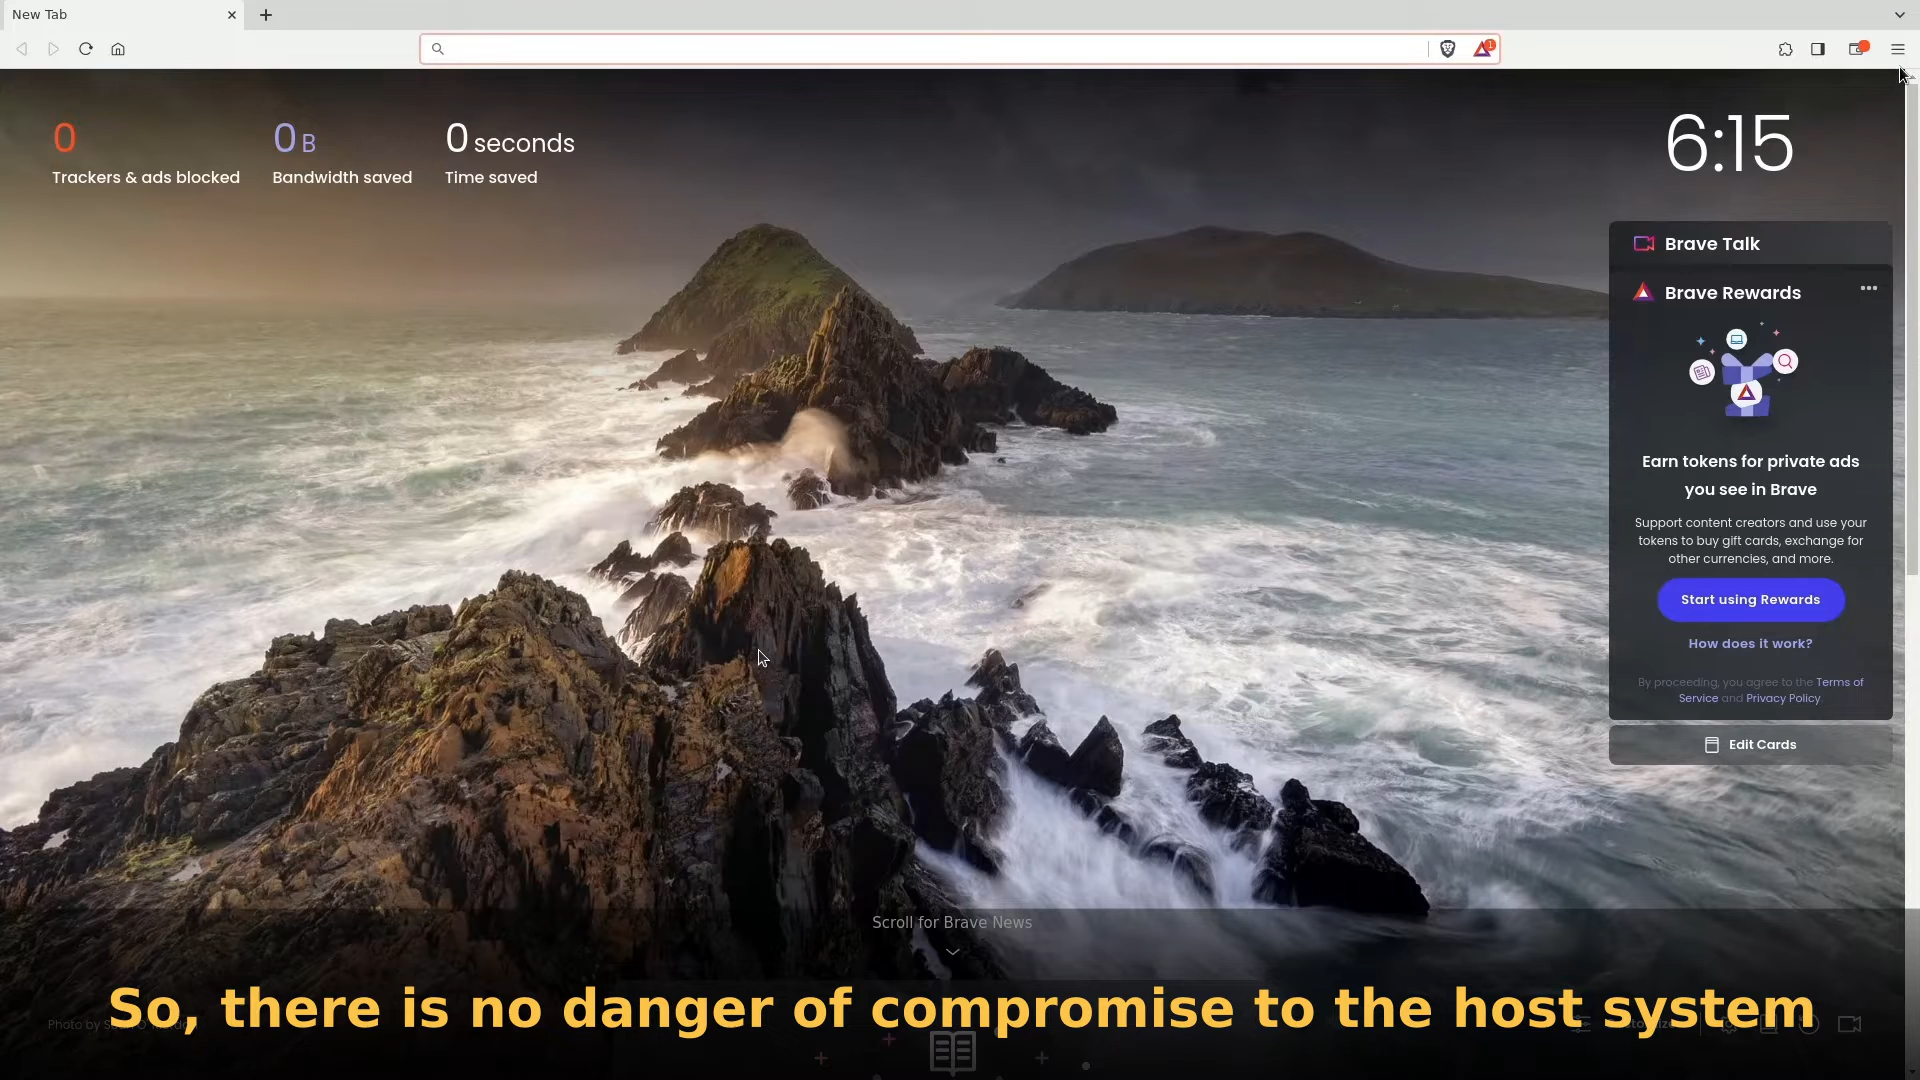 New Tab
1
0
Trackers & ads blocked
0 B
Bandwidth saved
0 seconds
Time saved
6:15
Brave Talk
Brave Rewards
Earn tokens for private ads
you see in Brave
Support content creators and use your
tokens to buy gift cards, exchange for
other currencies, and more.
Start using Rewards
How does it work?
By proceeding, you agree to the Terms of
Service and Privacy Policy.
Edit Cards
Scroll for Brave News
So, there is no danger of compromise to the host system
Photo by